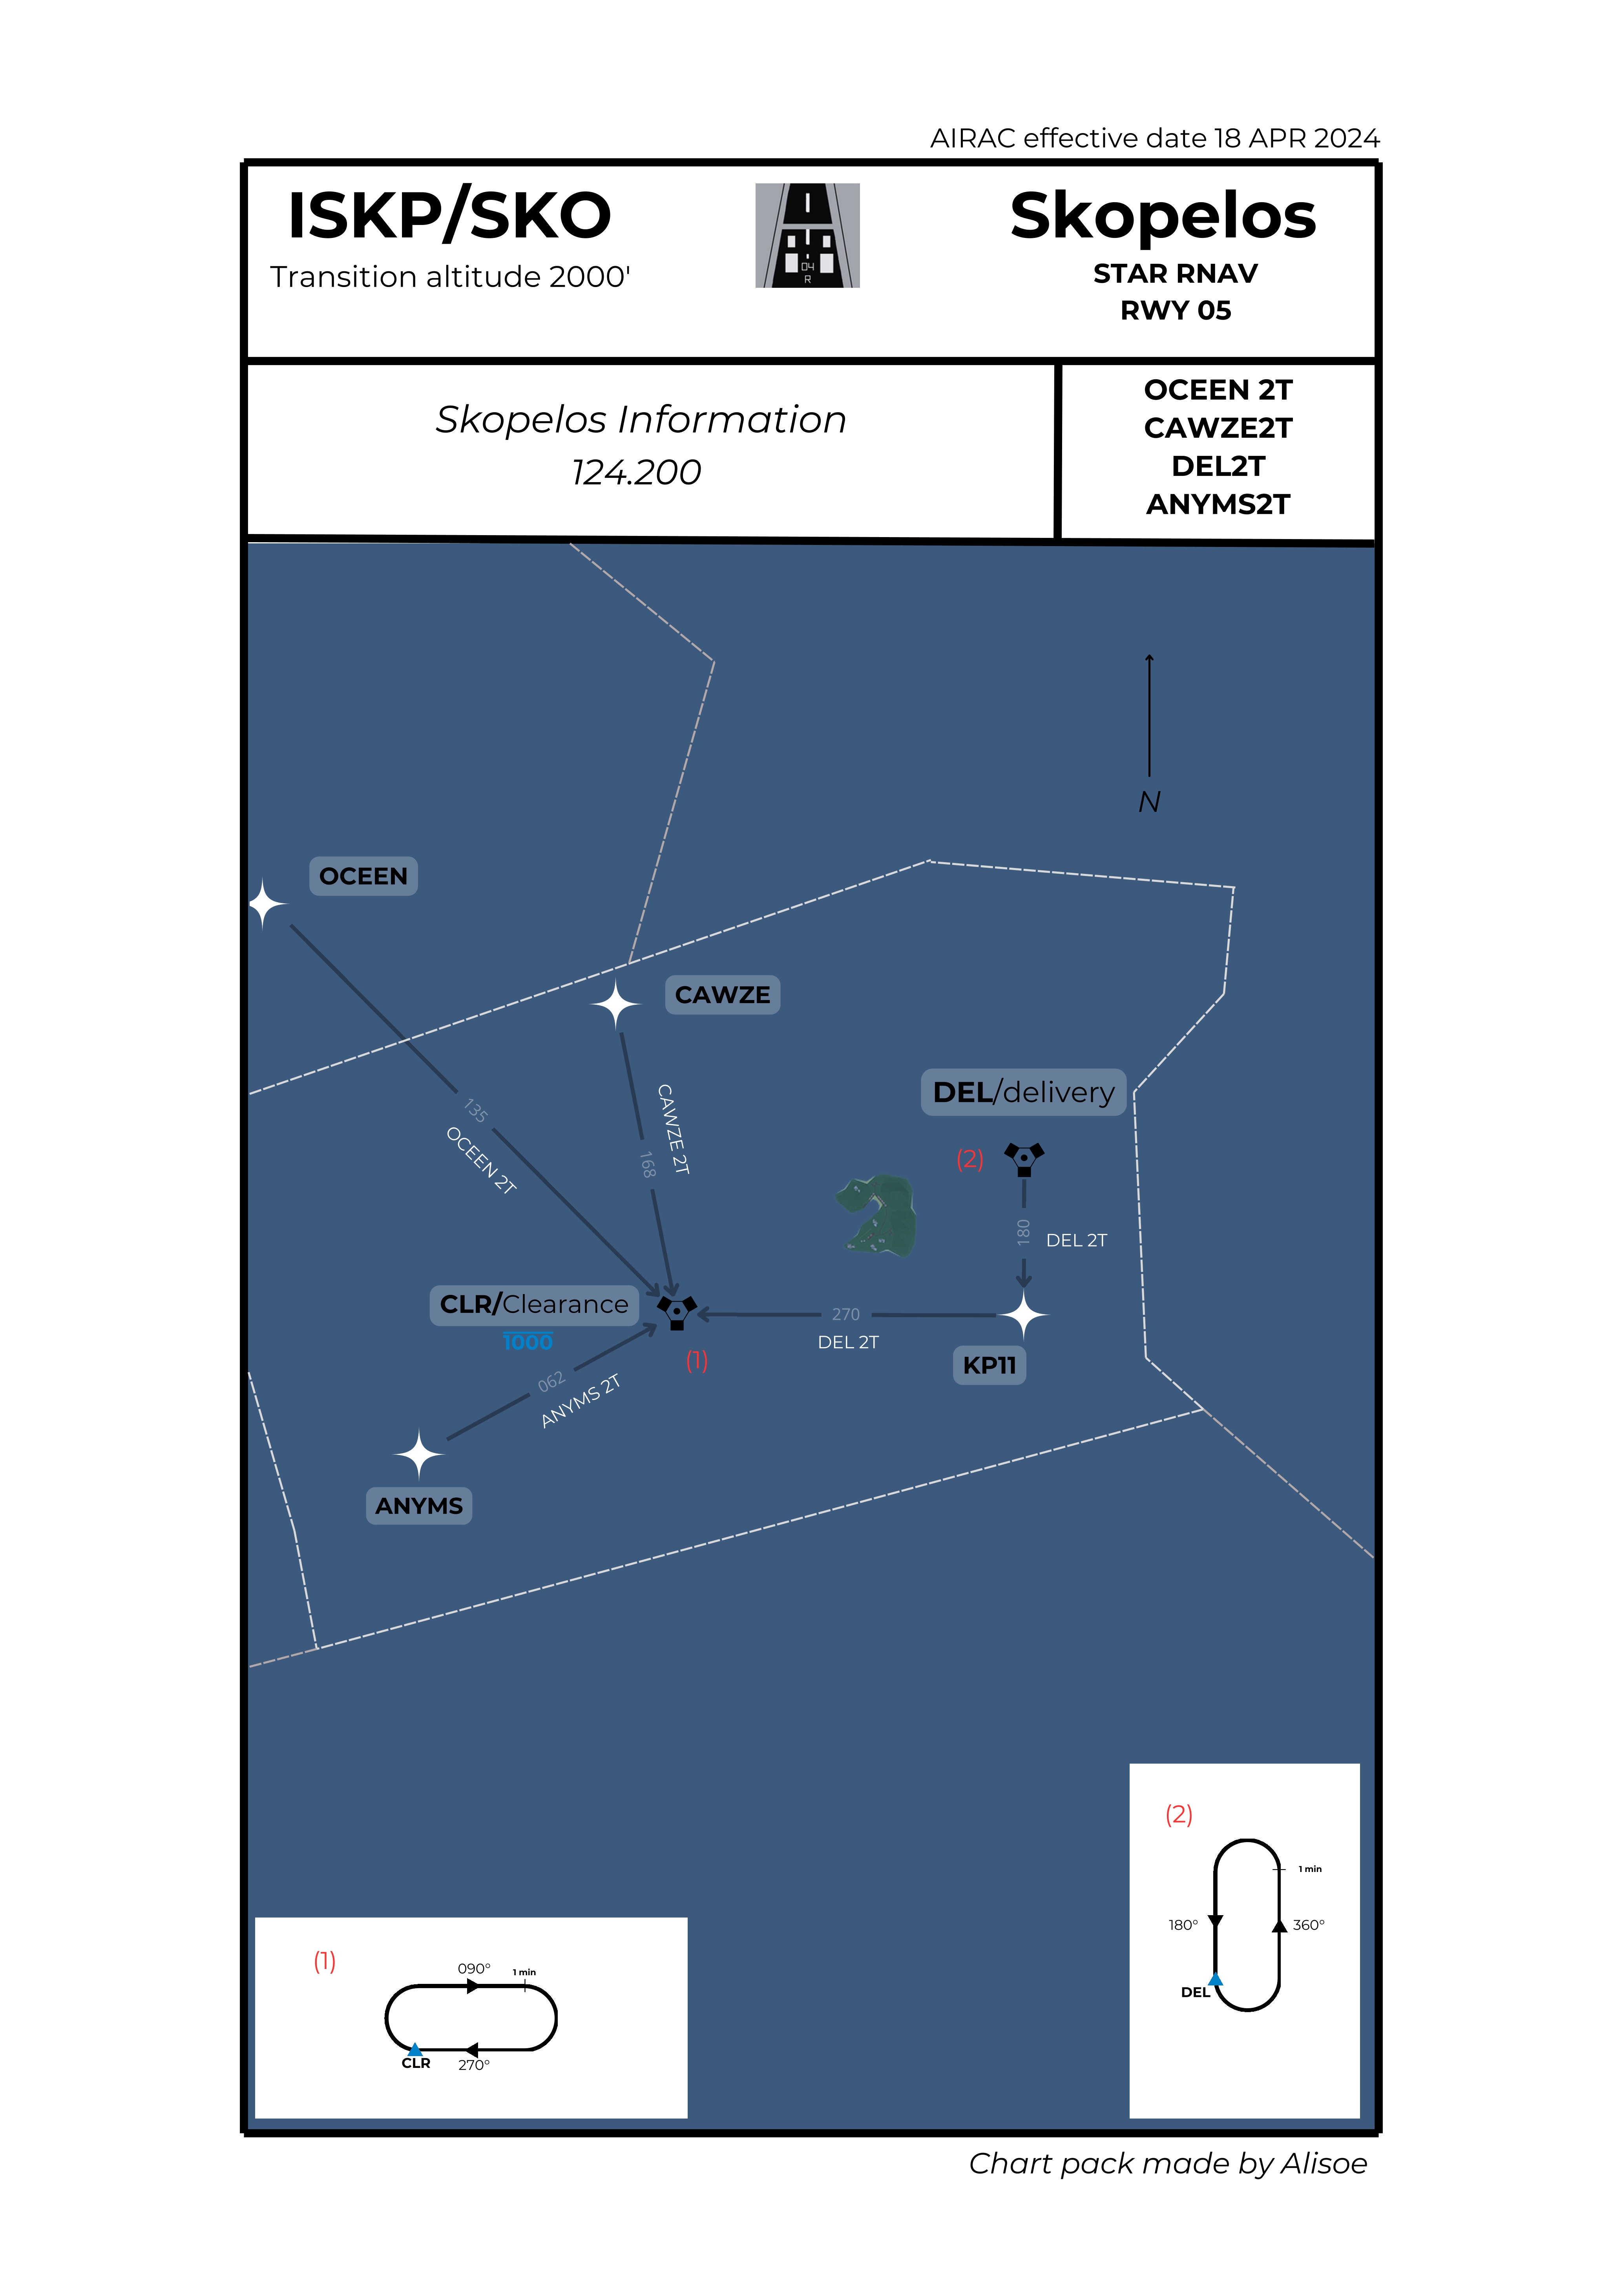 AIRAC effective date 18 APR 2024
ISKP/SKO
Transition altitude 2000'
04
R
Skopelos
STAR RNAV
RWY 05
Skopelos Information
124.200
OCEEN 2T
CAWZE2T
DEL2T
ANYMS2T
N
OCEEN
CAWZE
135
OCEEN 2T
CAWZE 2T
168
DEL/delivery
(2)
180
DEL 2T
CLR/Clearance
1000
(1)
270
DEL 2T
KP11
062
ANYMS 2T
ANYMS
(2)
1 min
180°
360°
DEL
(1)
090°
1 min
CLR
270°
Chart pack made by Alisoe